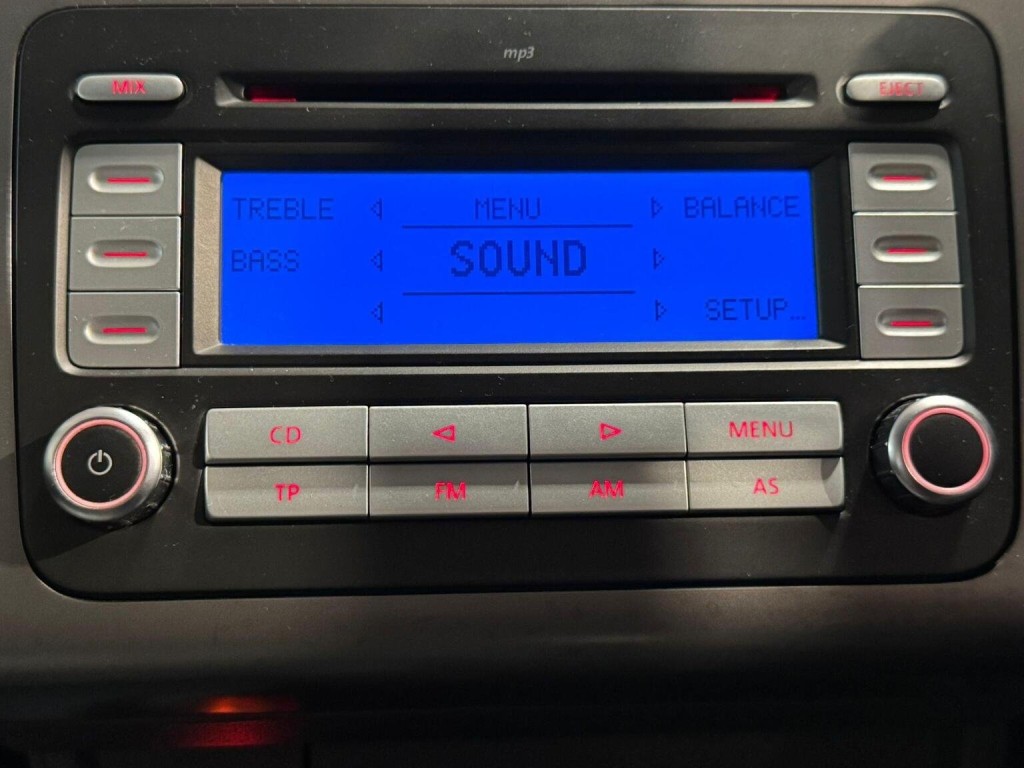 mp3
MIX EJECT
TREBLE MENU BALANCE
BASS SOUND
SETUP...
CD MENU
TP FM AM AS